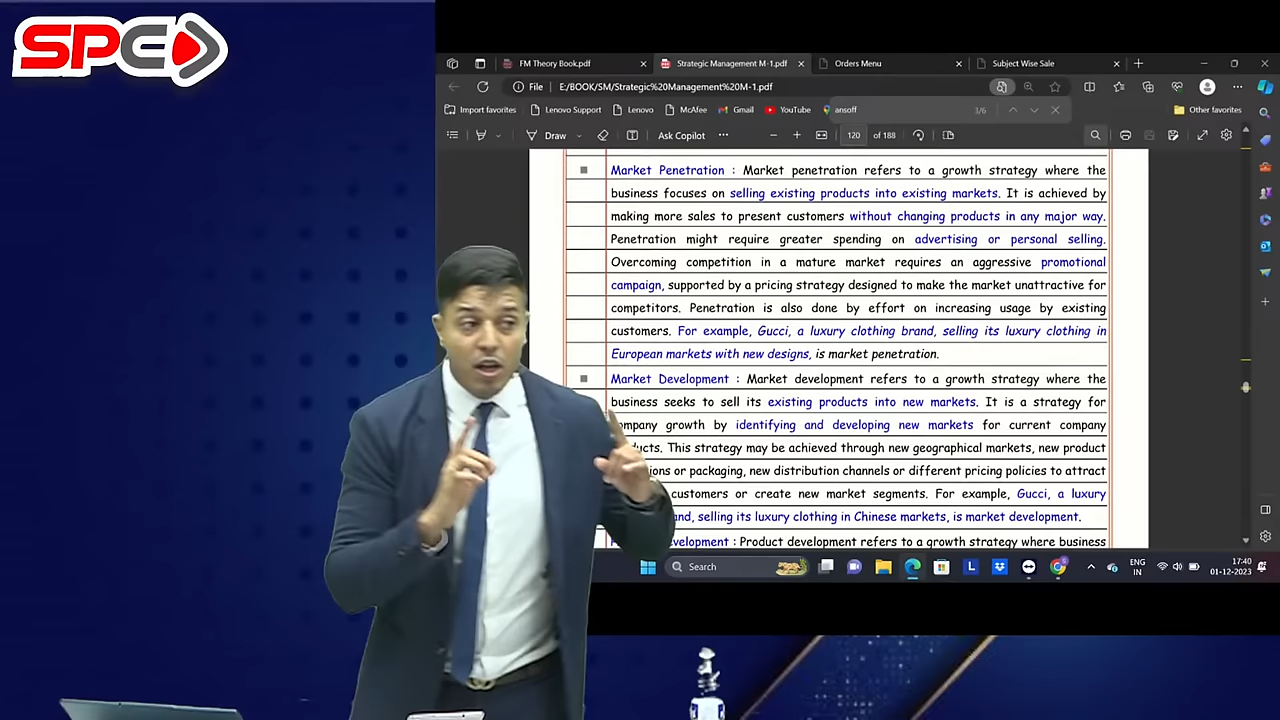 SPC
FM Theory Book.pdf
Strategic Management M-1.pdf
Orders Menu
Subject Wise Sale
File
E:/BOOK/SM/Strategic%20Management%20M-1.pdf
Import favorites
Lenovo Support
Lenovo
McAfee
Gmail
YouTube
ansoff
3/6
Other favorites
Draw
Ask Copilot
120 of 188
Market Penetration : Market penetration refers to a growth strategy where the
business focuses on selling existing products into existing markets. It is achieved by
making more sales to present customers without changing products in any major way.
Penetration might require greater spending on advertising or personal selling.
Overcoming competition in a mature market requires an aggressive promotional
campaign, supported by a pricing strategy designed to make the market unattractive for
competitors. Penetration is also done by effort on increasing usage by existing
customers. For example, Gucci, a luxury clothing brand, selling its luxury clothing in
European markets with new designs, is market penetration.
Market Development : Market development refers to a growth strategy where the
business seeks to sell its existing products into new markets. It is a strategy for
ompany growth by identifying and developing new markets for current company
ucts. This strategy may be achieved through new geographical markets, new product
ions or packaging, new distribution channels or different pricing policies to attract
customers or create new market segments. For example, Gucci, a luxury
and, selling its luxury clothing in Chinese markets, is market development.
velopment : Product development refers to a growth strategy where business
Search
ENG
IN
17:40
01-12-2023